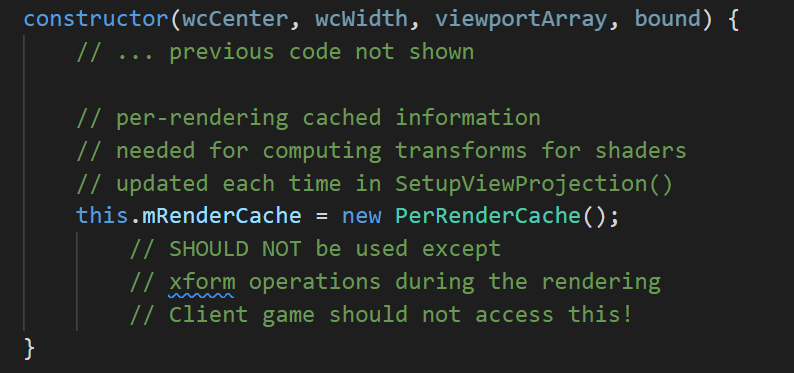 constructor(wcCenter, wcWidth, viewportArray, bound) {
// ... previous code not shown
// per-rendering cached information
// needed for computing transforms for shaders
// updated each time in SetupViewProjection()
this.mRenderCache = new PerRenderCache();
// SHOULD NOT be used except
// xform operations during the rendering
// Client game should not access this!
}